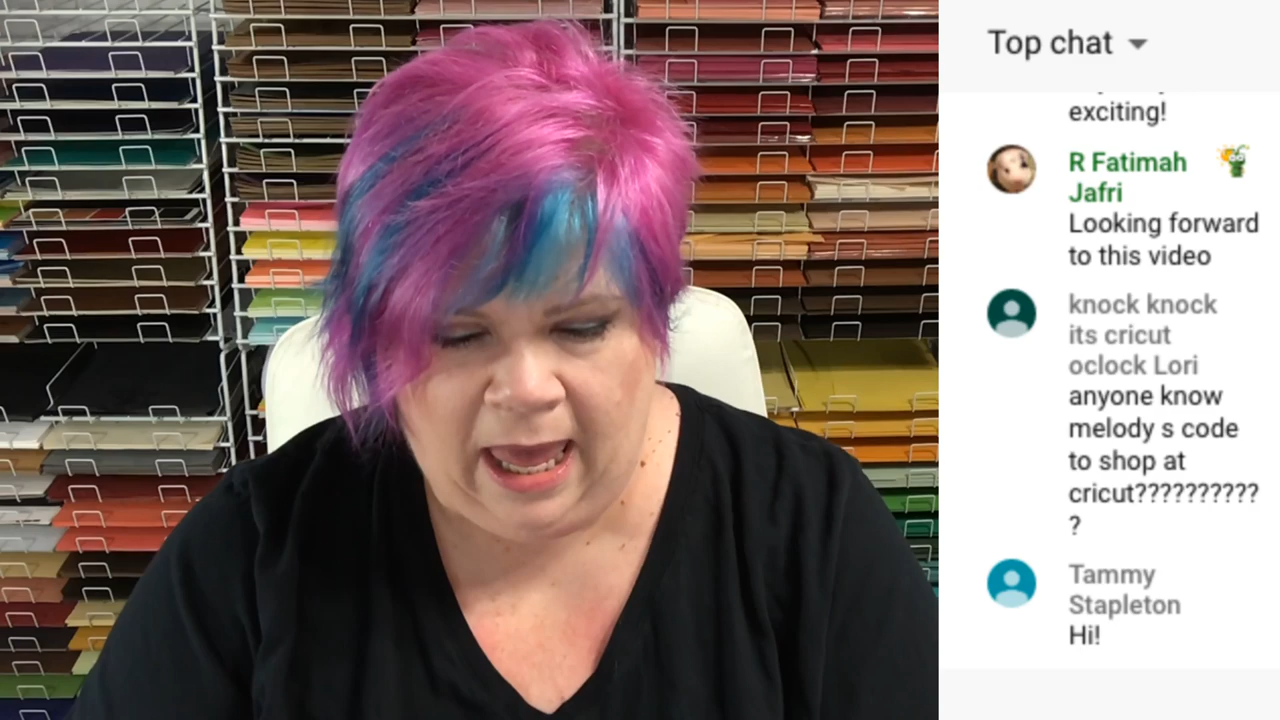 Top chat
exciting!
R Fatimah
Jafri
Looking forward
to this video
knock knock
its cricut
oclock Lori
anyone know
melody s code
to shop at
cricut??????????
?
Tammy
Stapleton
Hi!